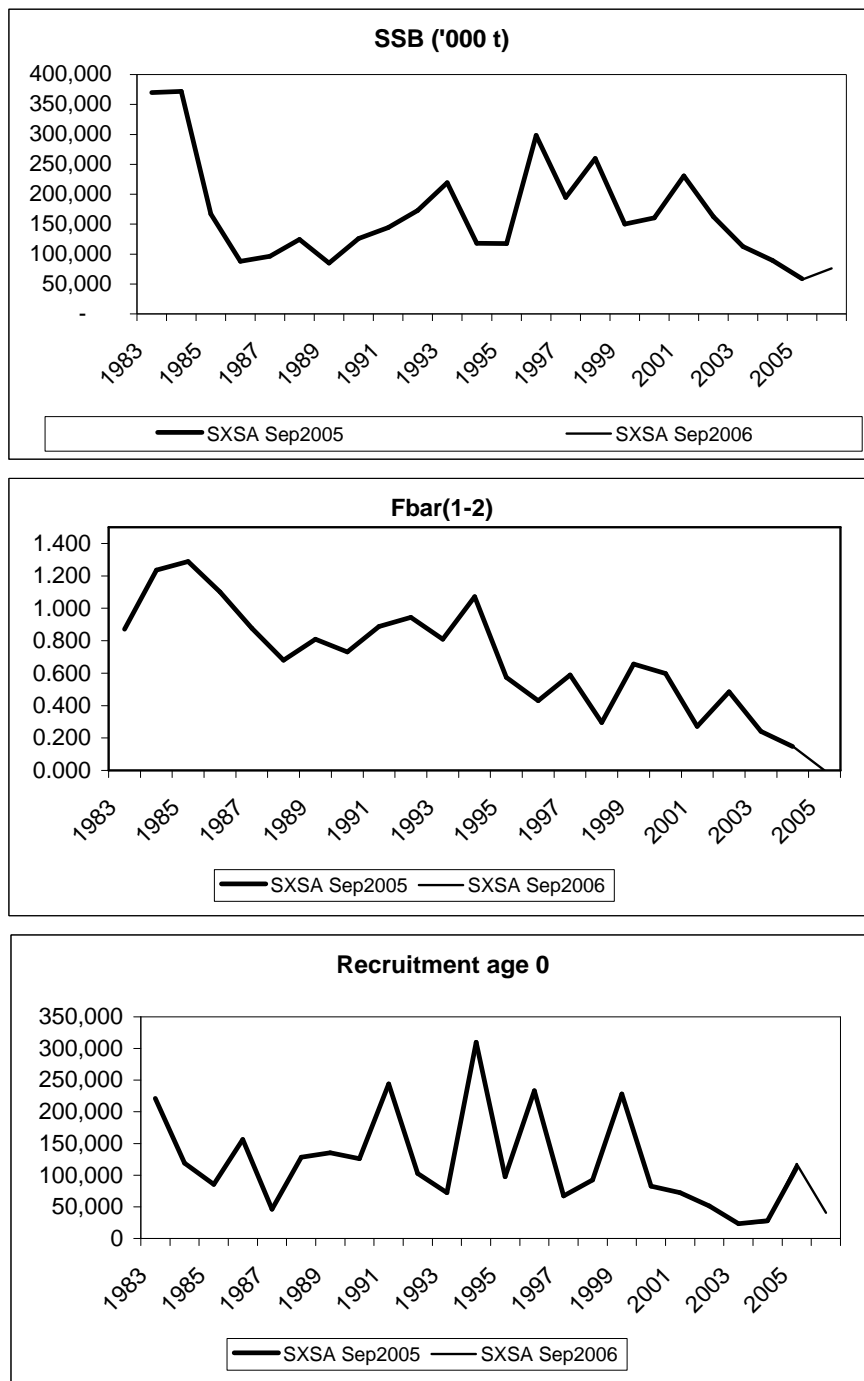 SSB ('000 t)
400,000
350,000
300,000
250,000
200,000
150,000
100,000
50,000
-
1983 1985 1987 1989 1991 1993 1995 1997 1999 2001 2003 2005
SXSA Sep2005 SXSA Sep2006
Fbar(1-2)
1.400
1.200
1.000
0.800
0.600
0.400
0.200
0.000
1983 1985 1987 1989 1991 1993 1995 1997 1999 2001 2003 2005
SXSA Sep2005 SXSA Sep2006
Recruitment age 0
350,000
300,000
250,000
200,000
150,000
100,000
50,000
0
1983 1985 1987 1989 1991 1993 1995 1997 1999 2001 2003 2005
SXSA Sep2005 SXSA Sep2006